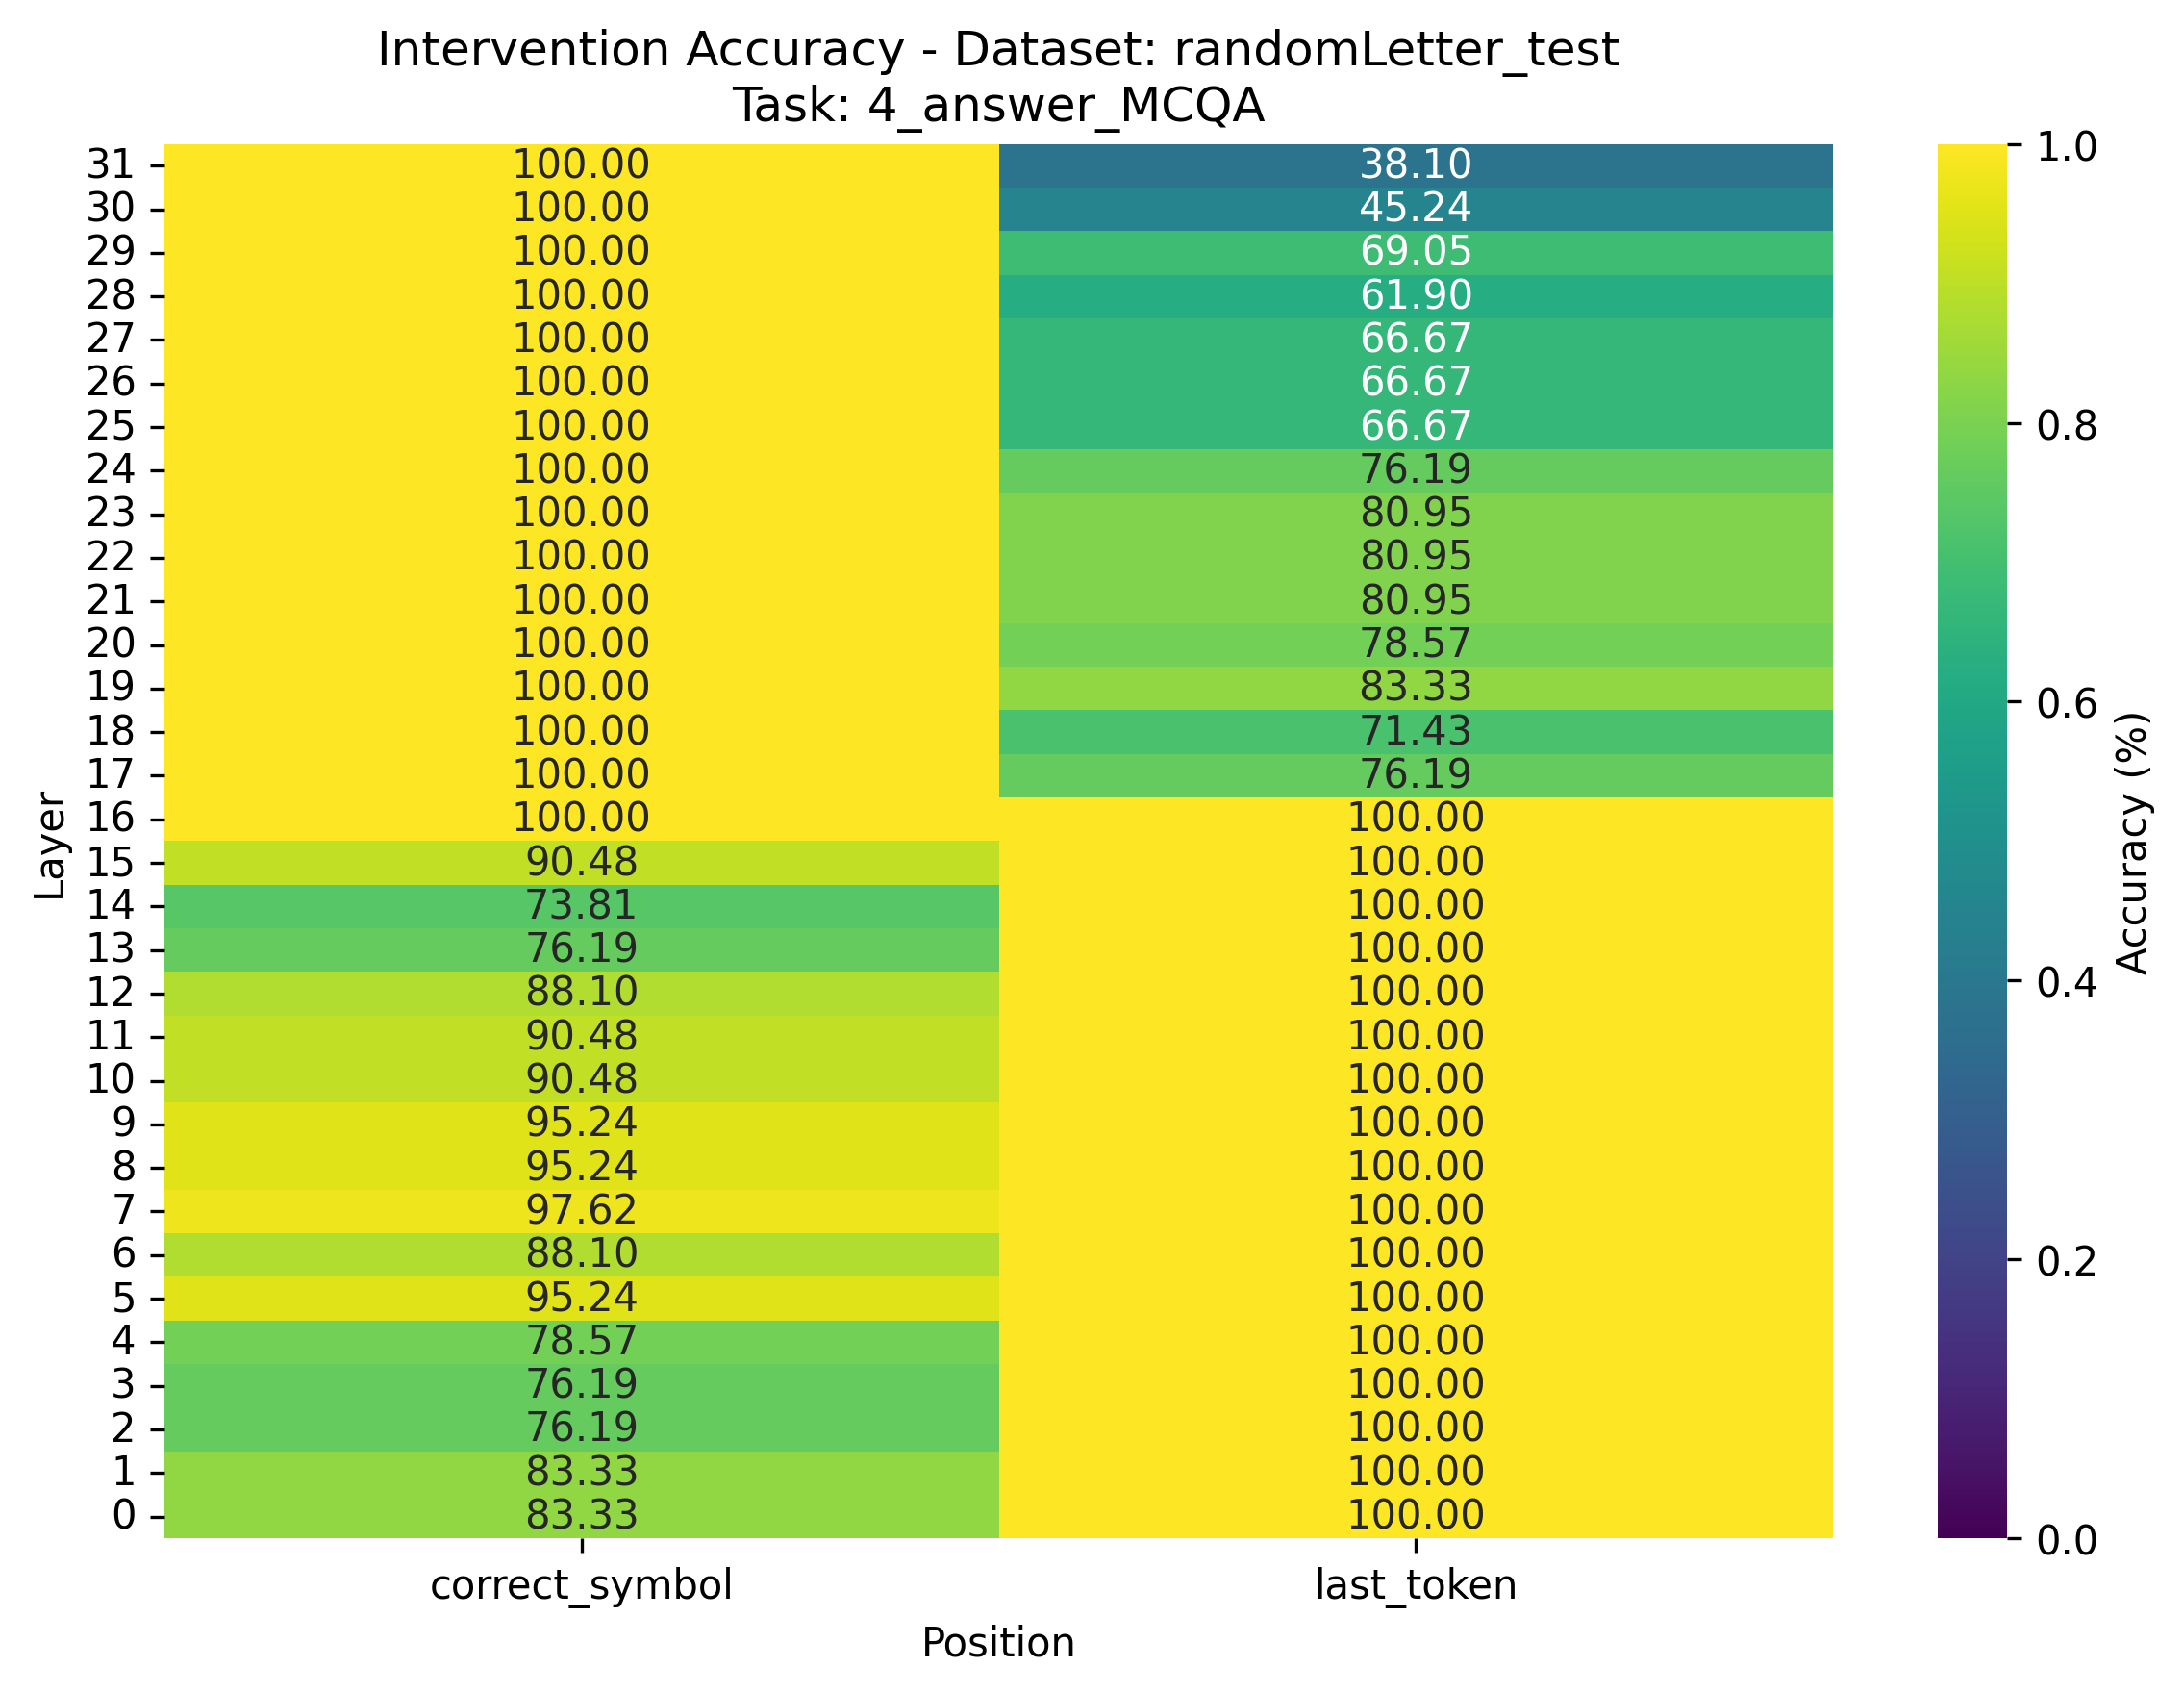 Intervention Accuracy - Dataset: randomLetter_test
Task: 4_answer_MCQA
31 100.00 38.10
30 100.00 45.24
29 100.00 69.05
28 100.00 61.90
27 100.00 66.67
26 100.00 66.67
25 100.00 66.67
24 100.00 76.19
23 100.00 80.95
22 100.00 80.95
21 100.00 80.95
20 100.00 78.57
19 100.00 83.33
18 100.00 71.43
17 100.00 76.19
16 100.00 100.00
15 90.48 100.00
14 73.81 100.00
13 76.19 100.00
12 88.10 100.00
11 90.48 100.00
10 90.48 100.00
9 95.24 100.00
8 95.24 100.00
7 97.62 100.00
6 88.10 100.00
5 95.24 100.00
4 78.57 100.00
3 76.19 100.00
2 76.19 100.00
1 83.33 100.00
0 83.33 100.00
Layer
correct_symbol last_token
Position
1.0
0.8
0.6
0.4
0.2
0.0
Accuracy (%)